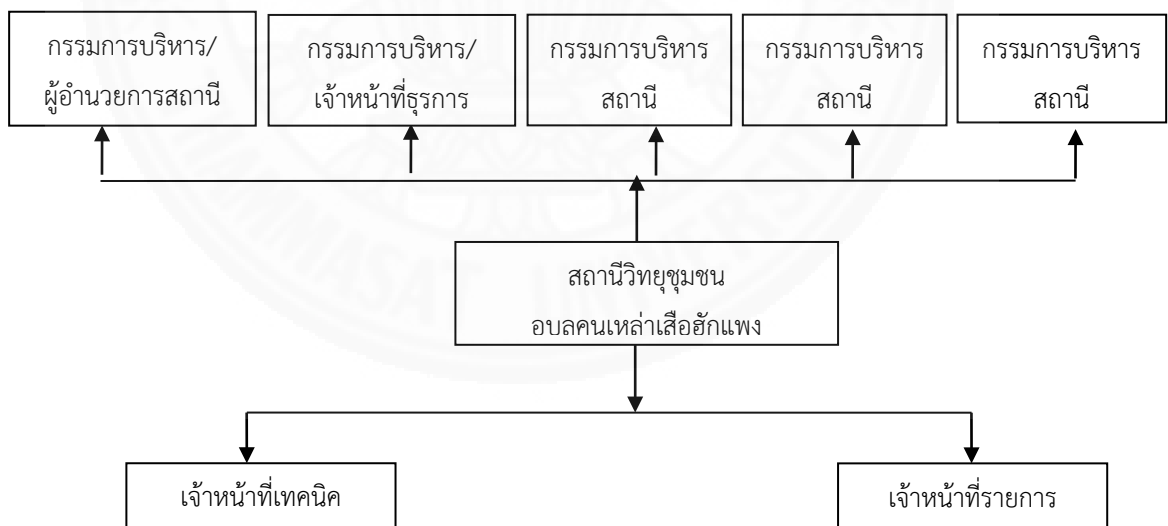 กรรมการบริหาร/
ผู้อำนวยการสถานี
กรรมการบริหาร/
เจ้าหน้าที่ธุรการ
กรรมการบริหาร
สถานี
กรรมการบริหาร
สถานี
กรรมการบริหาร
สถานี
สถานีวิทยุชุมชน
อบลคนเหล่าเสือฮักแพง
เจ้าหน้าที่เทคนิค
เจ้าหน้าที่รายการ
THAMMASAT UNIVERSITY